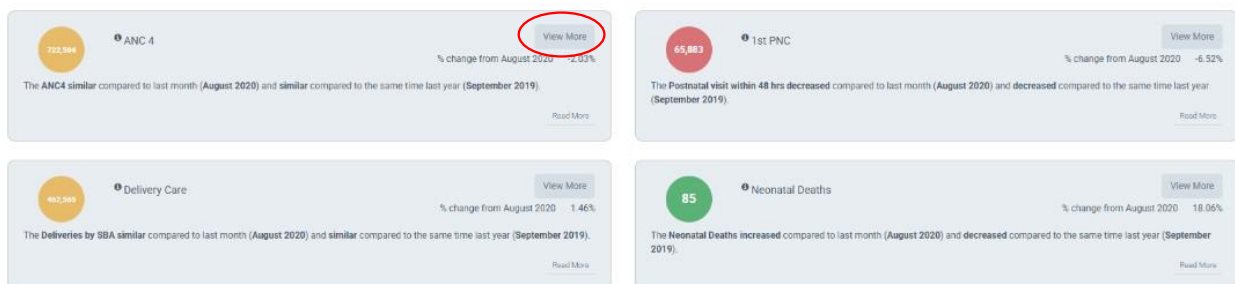 ANC 4
View More
% change from August 2020 -2.03%
The ANC4 similar compared to last month (August 2020) and similar compared to the same time last year (September 2019).
Read More
65,883
1st PNC
View More
% change from August 2020 -6.52%
The Postnatal visit within 48 hrs decreased compared to last month (August 2020) and decreased compared to the same time last year
(September 2019).
Read More
Delivery Care
View More
% change from August 2020 1.46%
The Deliveries by SBA similar compared to last month (August 2020) and similar compared to the same time last year (September 2019).
Read More
85
Neonatal Deaths
View More
% change from August 2020 18.06%
The Neonatal Deaths increased compared to last month (August 2020) and decreased compared to the same time last year (September
2019).
Read More